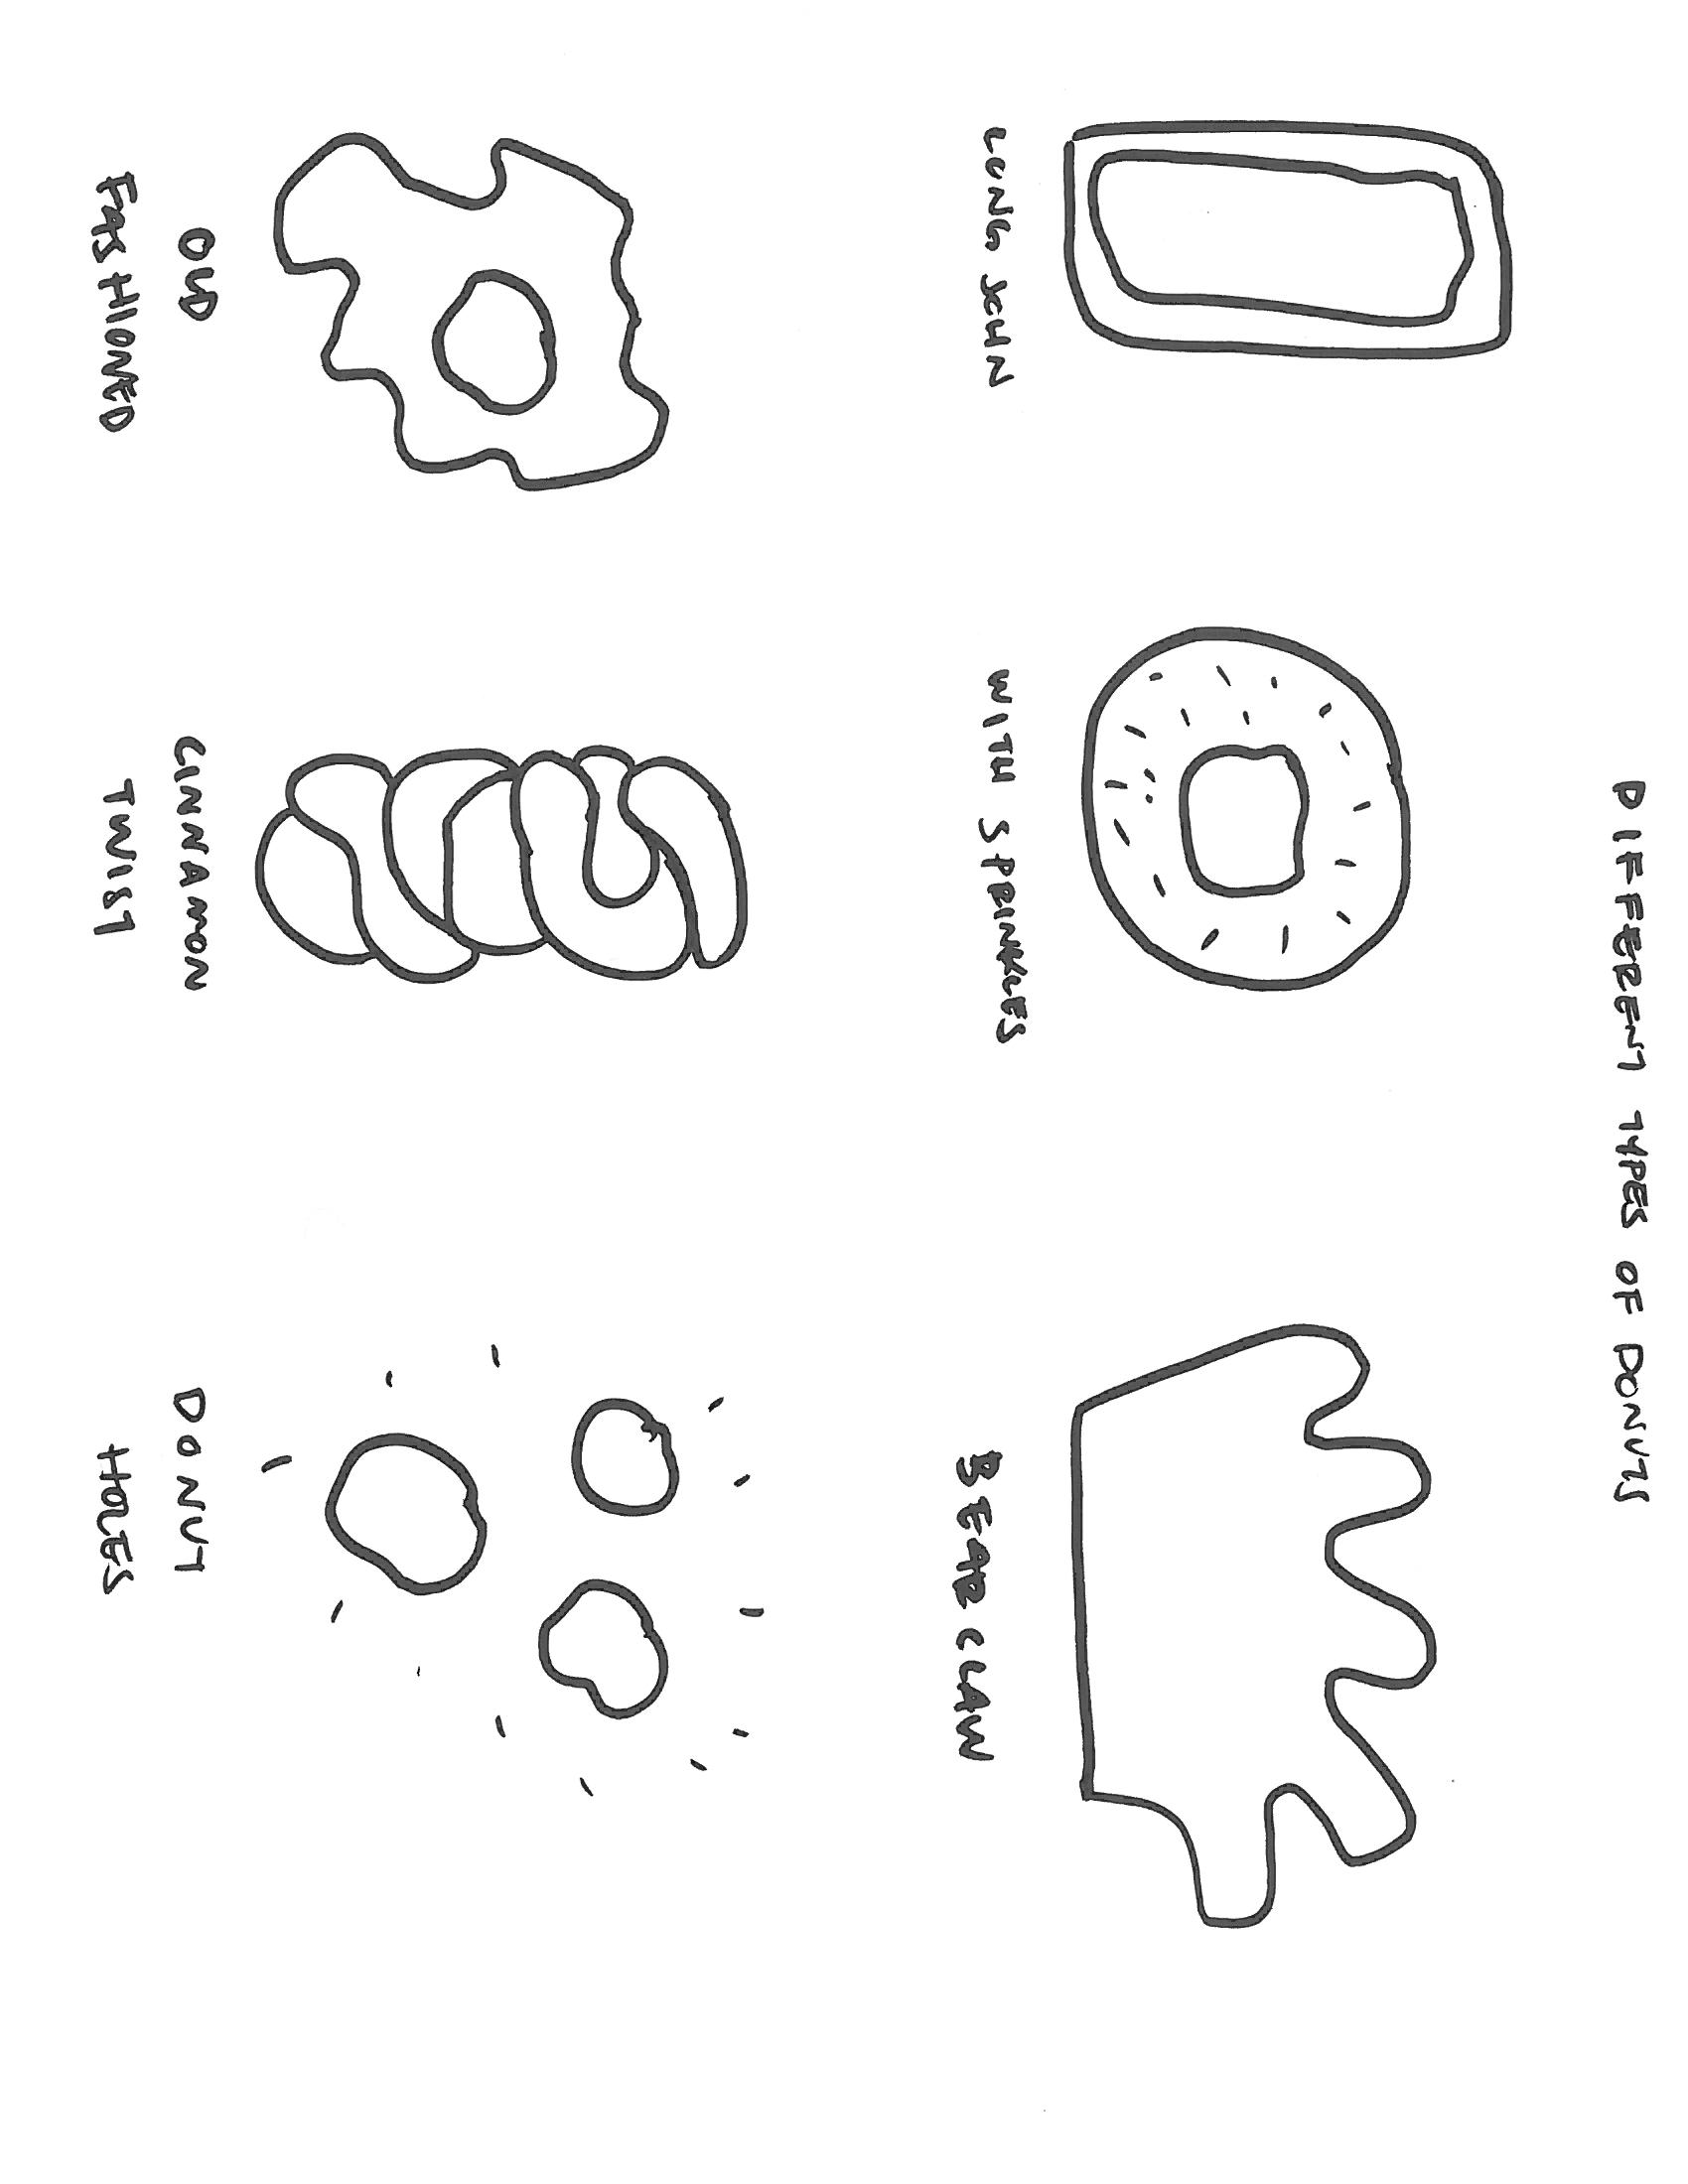 DIFFERENT TYPES OF DONUTS
LONG JOHN
WITH SPRINKLES
BEAR CLAW
OLD
FASHIONED
CINNAMON
TWIST
DONUT
HOLES